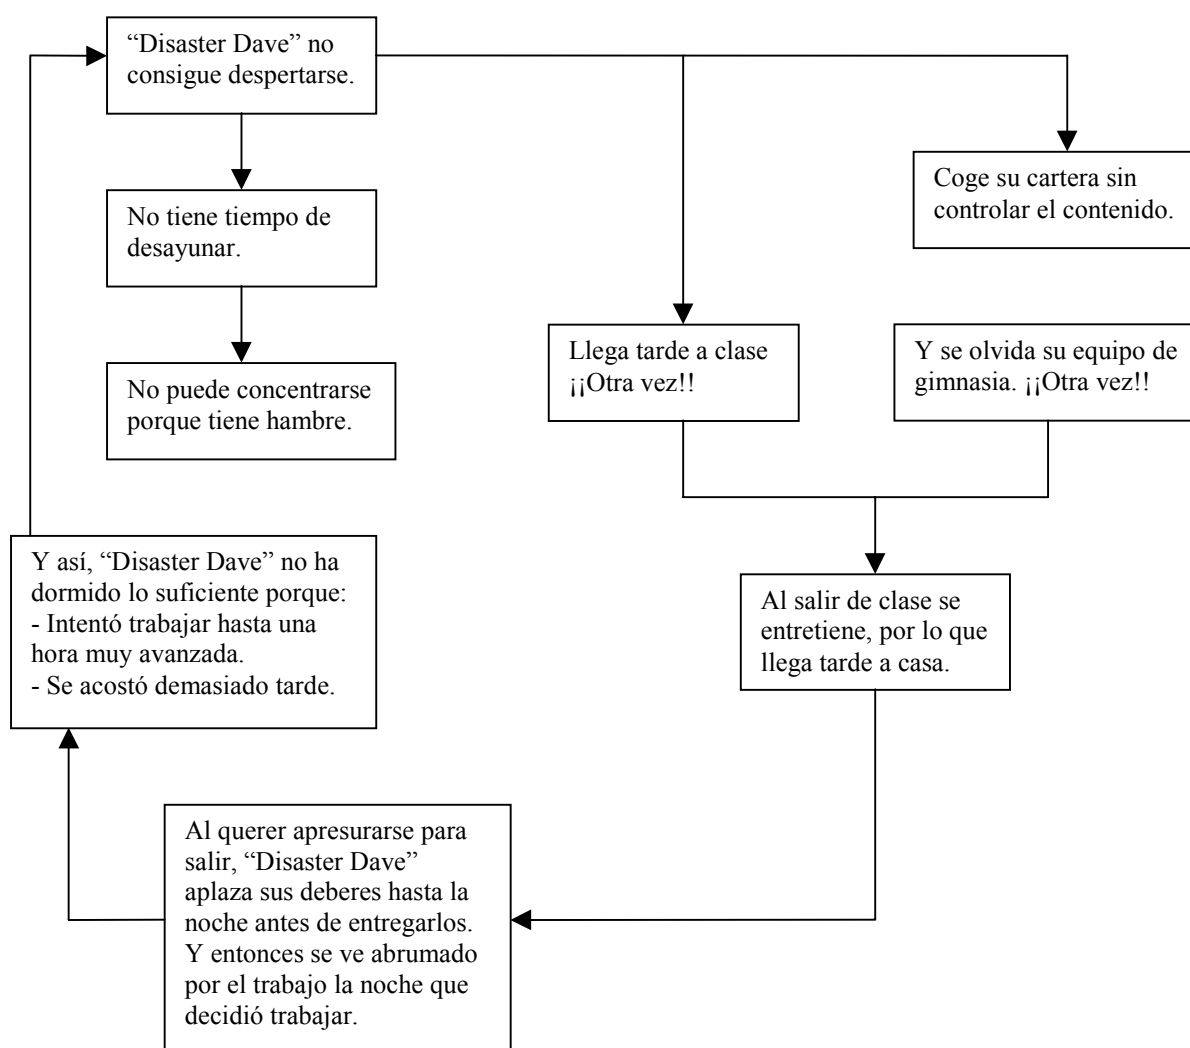 “Disaster Dave” no
consigue despertarse.
Coge su cartera sin
controlar el contenido.
No tiene tiempo de
desayunar.
Llega tarde a clase
¡¡Otra vez!!
Y se olvida su equipo de
gimnasia. ¡¡Otra vez!!
No puede concentrarse
porque tiene hambre.
Y así, “Disaster Dave” no ha
dormido lo suficiente porque:
- Intentó trabajar hasta una
hora muy avanzada.
- Se acostó demasiado tarde.
Al salir de clase se
entretiene, por lo que
llega tarde a casa.
Al querer apresurarse para
salir, “Disaster Dave”
aplaza sus deberes hasta la
noche antes de entregarlos.
Y entonces se ve abrumado
por el trabajo la noche que
decidió trabajar.